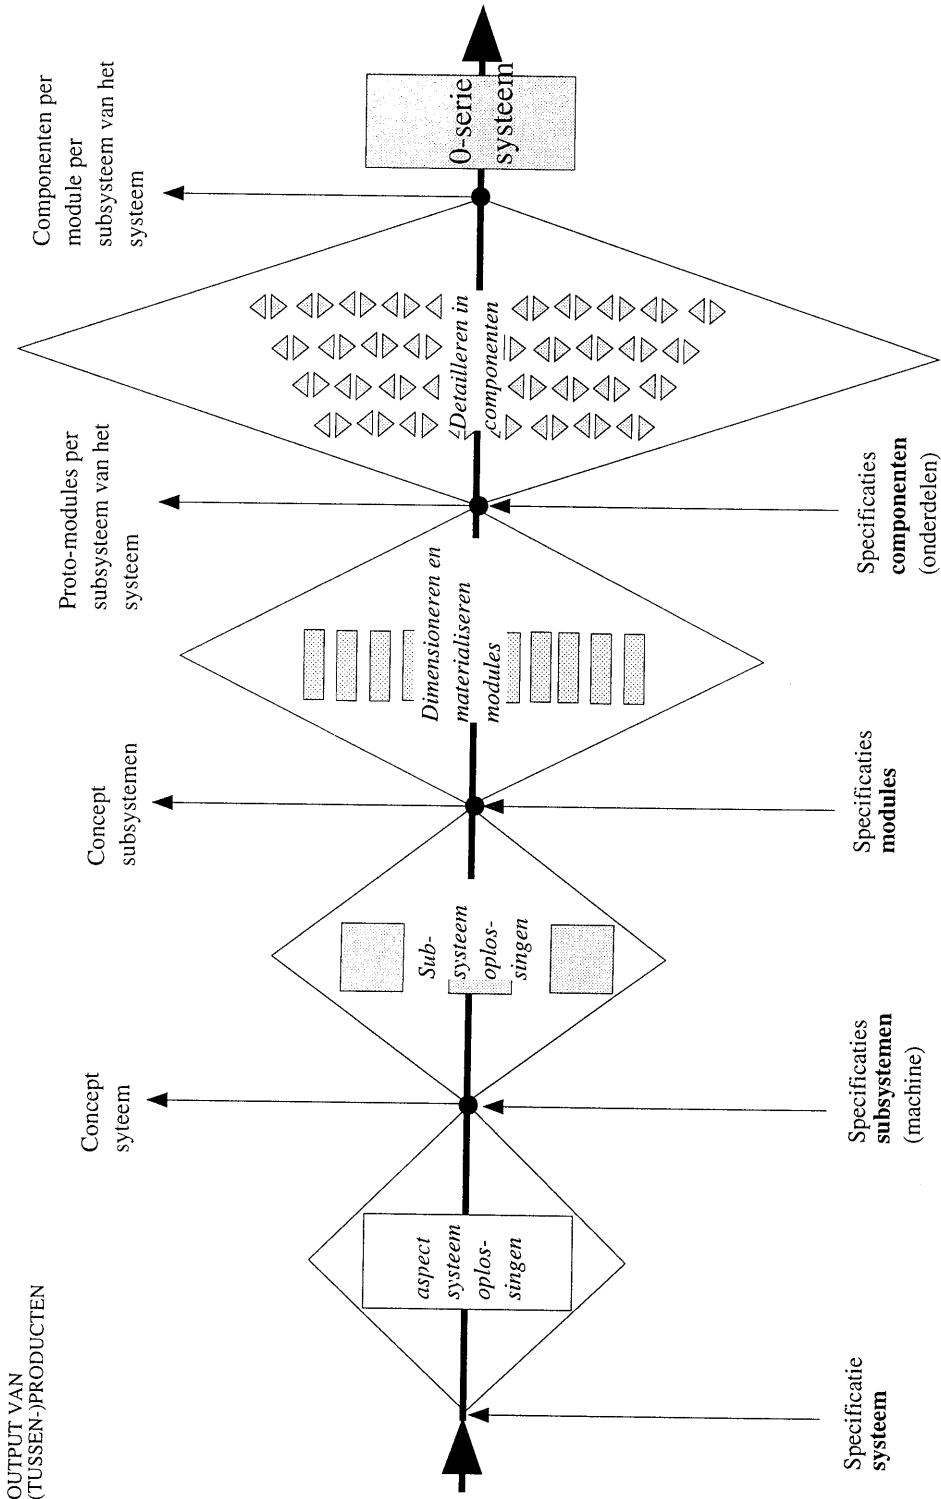 OUTPUT VAN
(TUSSEN-)PRODUCTEN
Concept
syteem
Concept
subsystemen
Proto-modules per
subsysteem van het
systeem
Componenten per
module per
subsysteem van het
systeem
aspect
systeem
oplos-
singen
Sub-
systeem
oplos-
singen
Dimensioneren en
materialiseren
modules
Detailleren in
componenten
0-serie
systeem
Specificatie
systeem
Specificaties
subsystemen
(machine)
Specificaties
modules
Specificaties
componenten
(onderdelen)